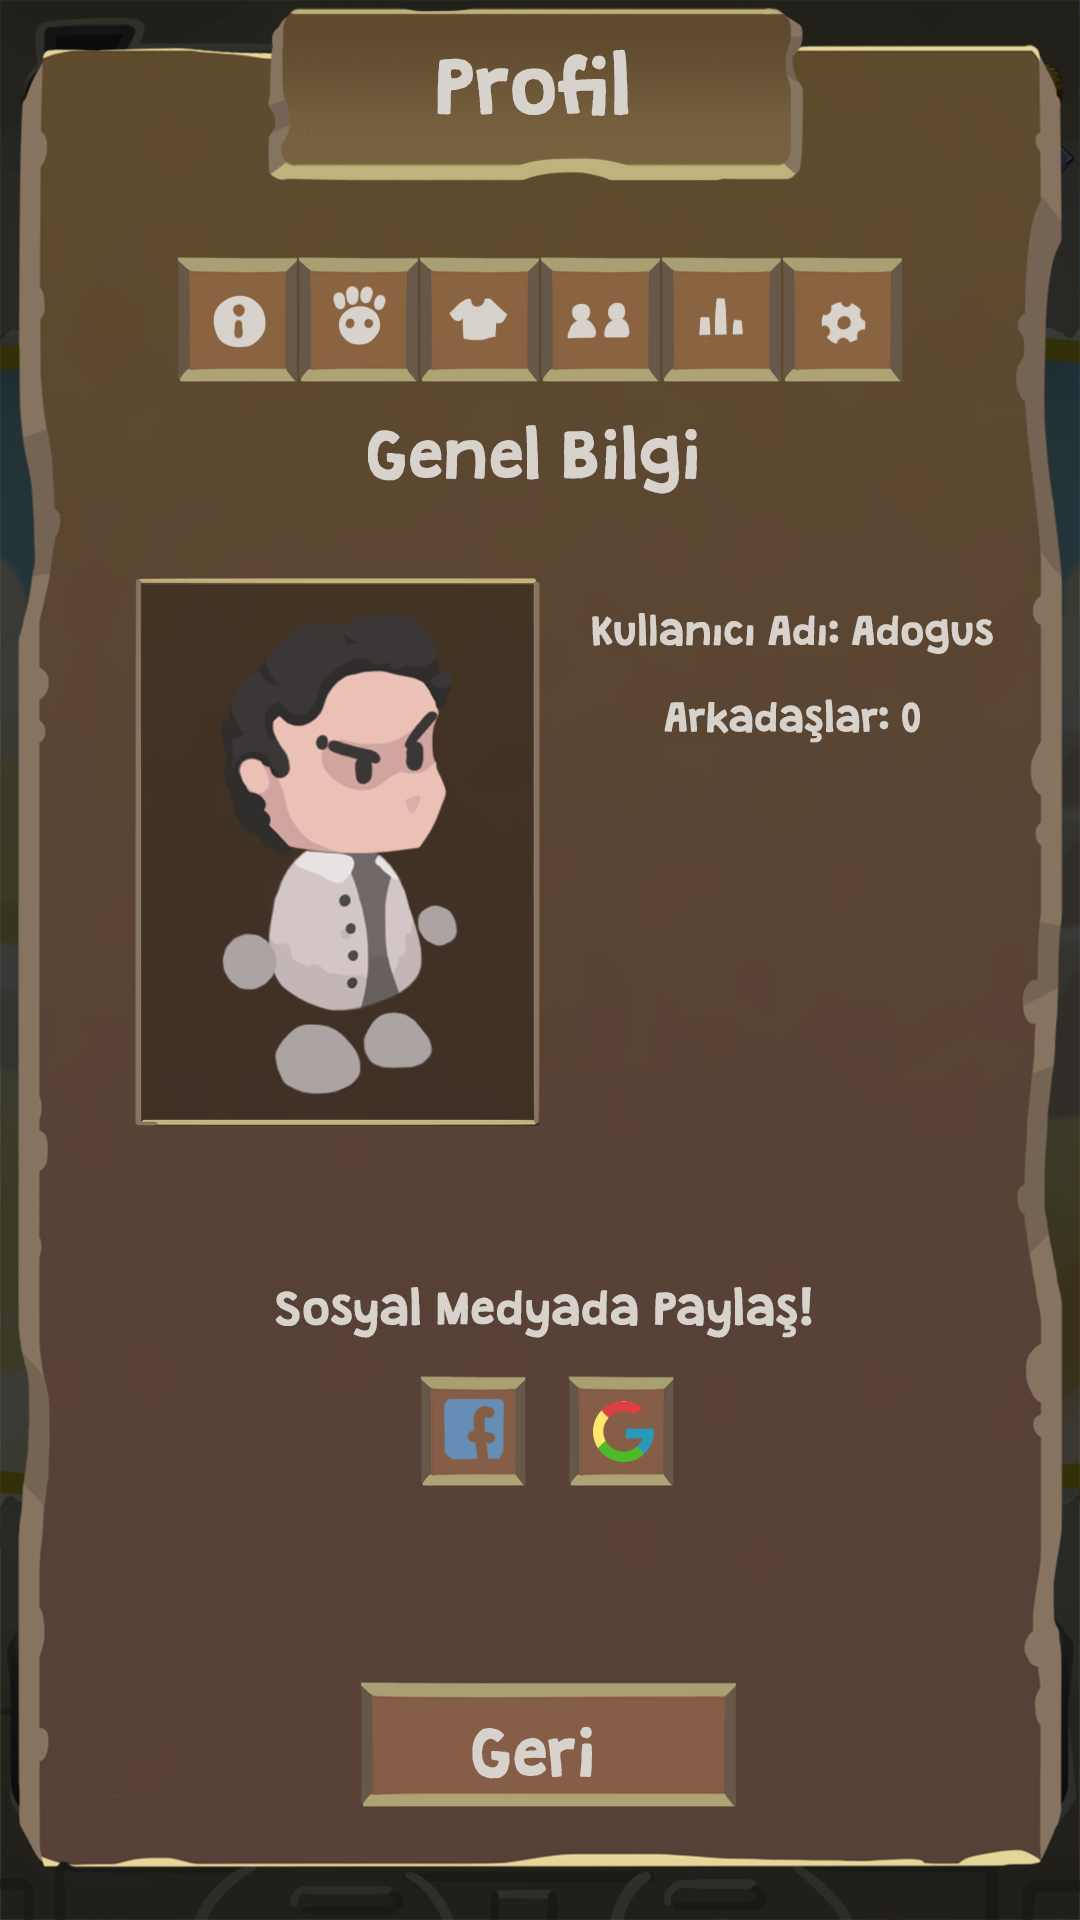 Profil
Genel Bilgi
Kullanıcı Adı: Adogus
Arkadaşlar: 0
Sosyal Medyada Paylaş!
Geri